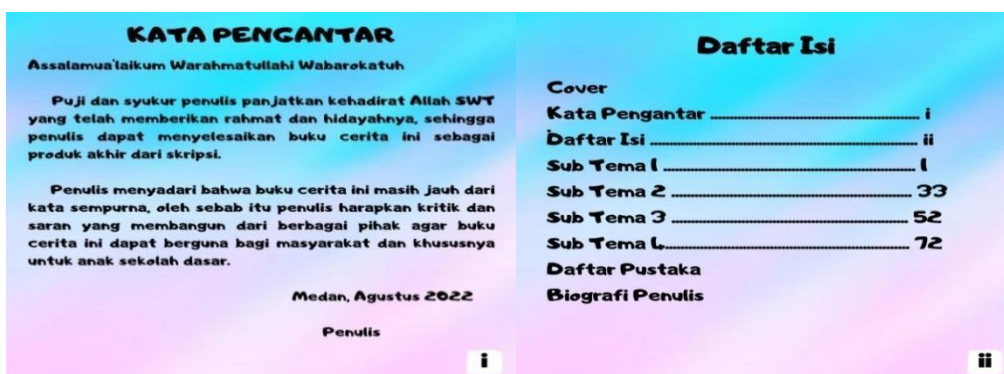 KATA PENGANTAR
Assalamua'laikum Warahmatullahi Wabarokatuh
Puji dan syukur penulis panjatkan kehadirat Allah SWT
yang telah memberikan rahmat dan hidayahnya, sehingga
penulis dapat menyelesaikan buku cerita ini sebagai
produk akhir dari skripsi.
Penulis menyadari bahwa buku cerita ini masih jauh dari
kata sempurna, oleh sebab itu penulis harapkan kritik dan
saran yang membangun dari berbagai pihak agar buku
cerita ini dapat berguna bagi masyarakat dan khususnya
untuk anak sekolah dasar.
Medan, Agustus 2022
Penulis
i
Daftar Isi
Cover
Kata Pengantar ........................................ i
Daftar Isi ........................................ ii
Sub Tema 1 ........................................ 1
Sub Tema 2 ........................................ 33
Sub Tema 3 ........................................ 52
Sub Tema 4 ........................................ 72
Daftar Pustaka
Biografi Penulis
ii